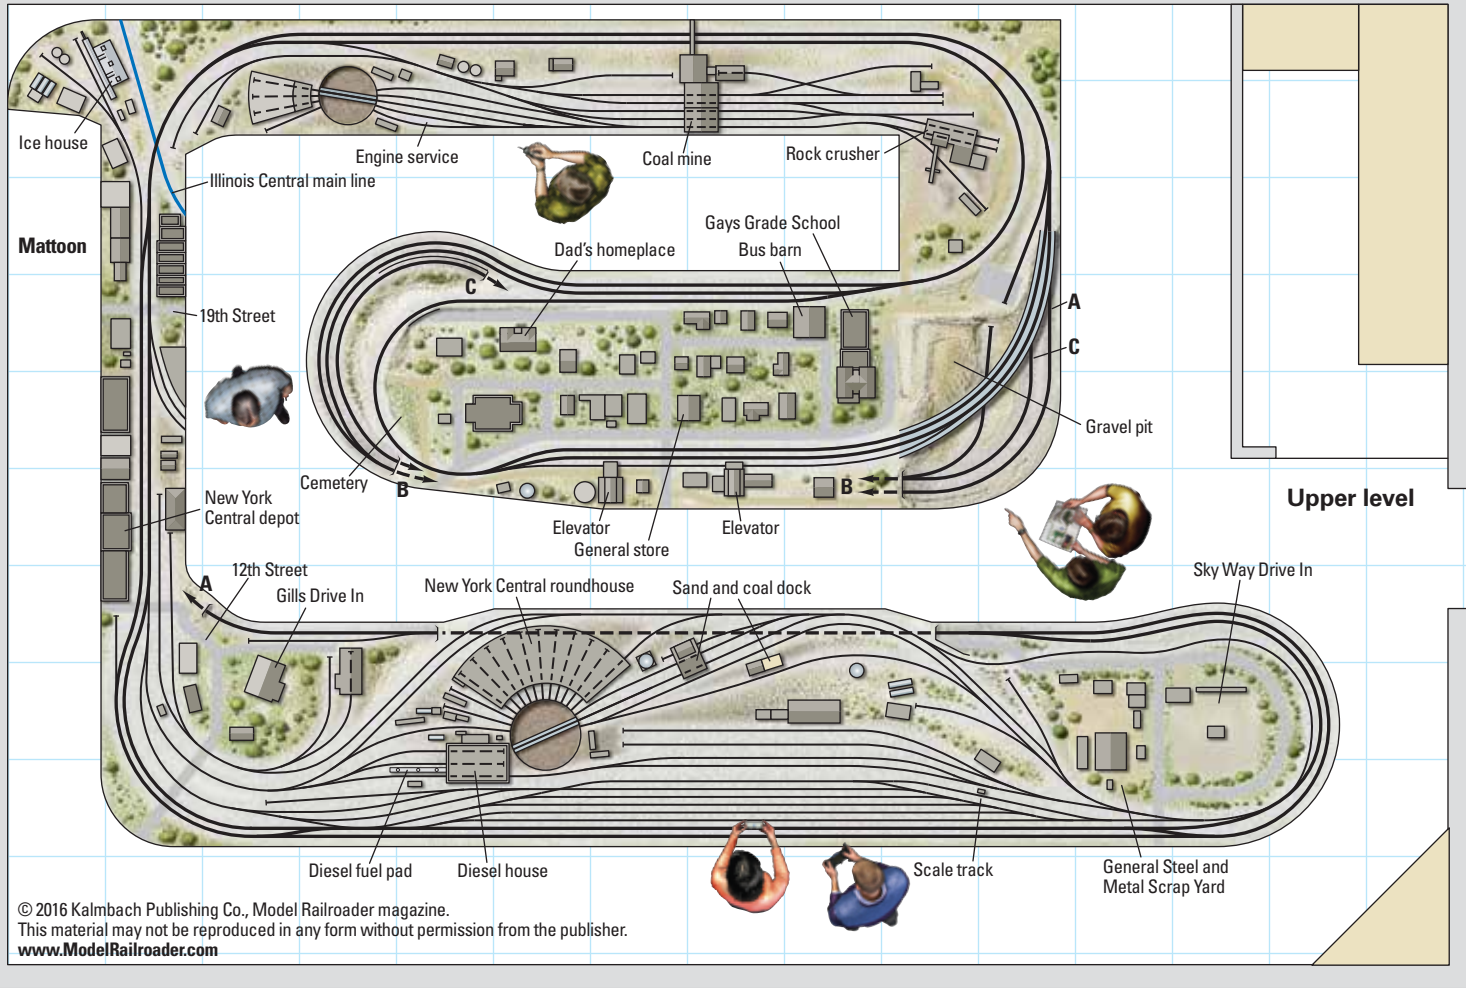 Ice house
Engine service
Coal mine
Rock crusher
Illinois Central main line
Mattoon
Gays Grade School
Dad's homeplace
Bus barn
C
A
19th Street
C
Gravel pit
Cemetery
B
B
New York
Central depot
Upper level
Elevator
Elevator
General store
12th Street
A
Gills Drive In
New York Central roundhouse
Sand and coal dock
Sky Way Drive In
Diesel fuel pad
Diesel house
Scale track
General Steel and
Metal Scrap Yard
© 2016 Kalmbach Publishing Co., Model Railroader magazine.
This material may not be reproduced in any form without permission from the publisher.
www.ModelRailroader.com